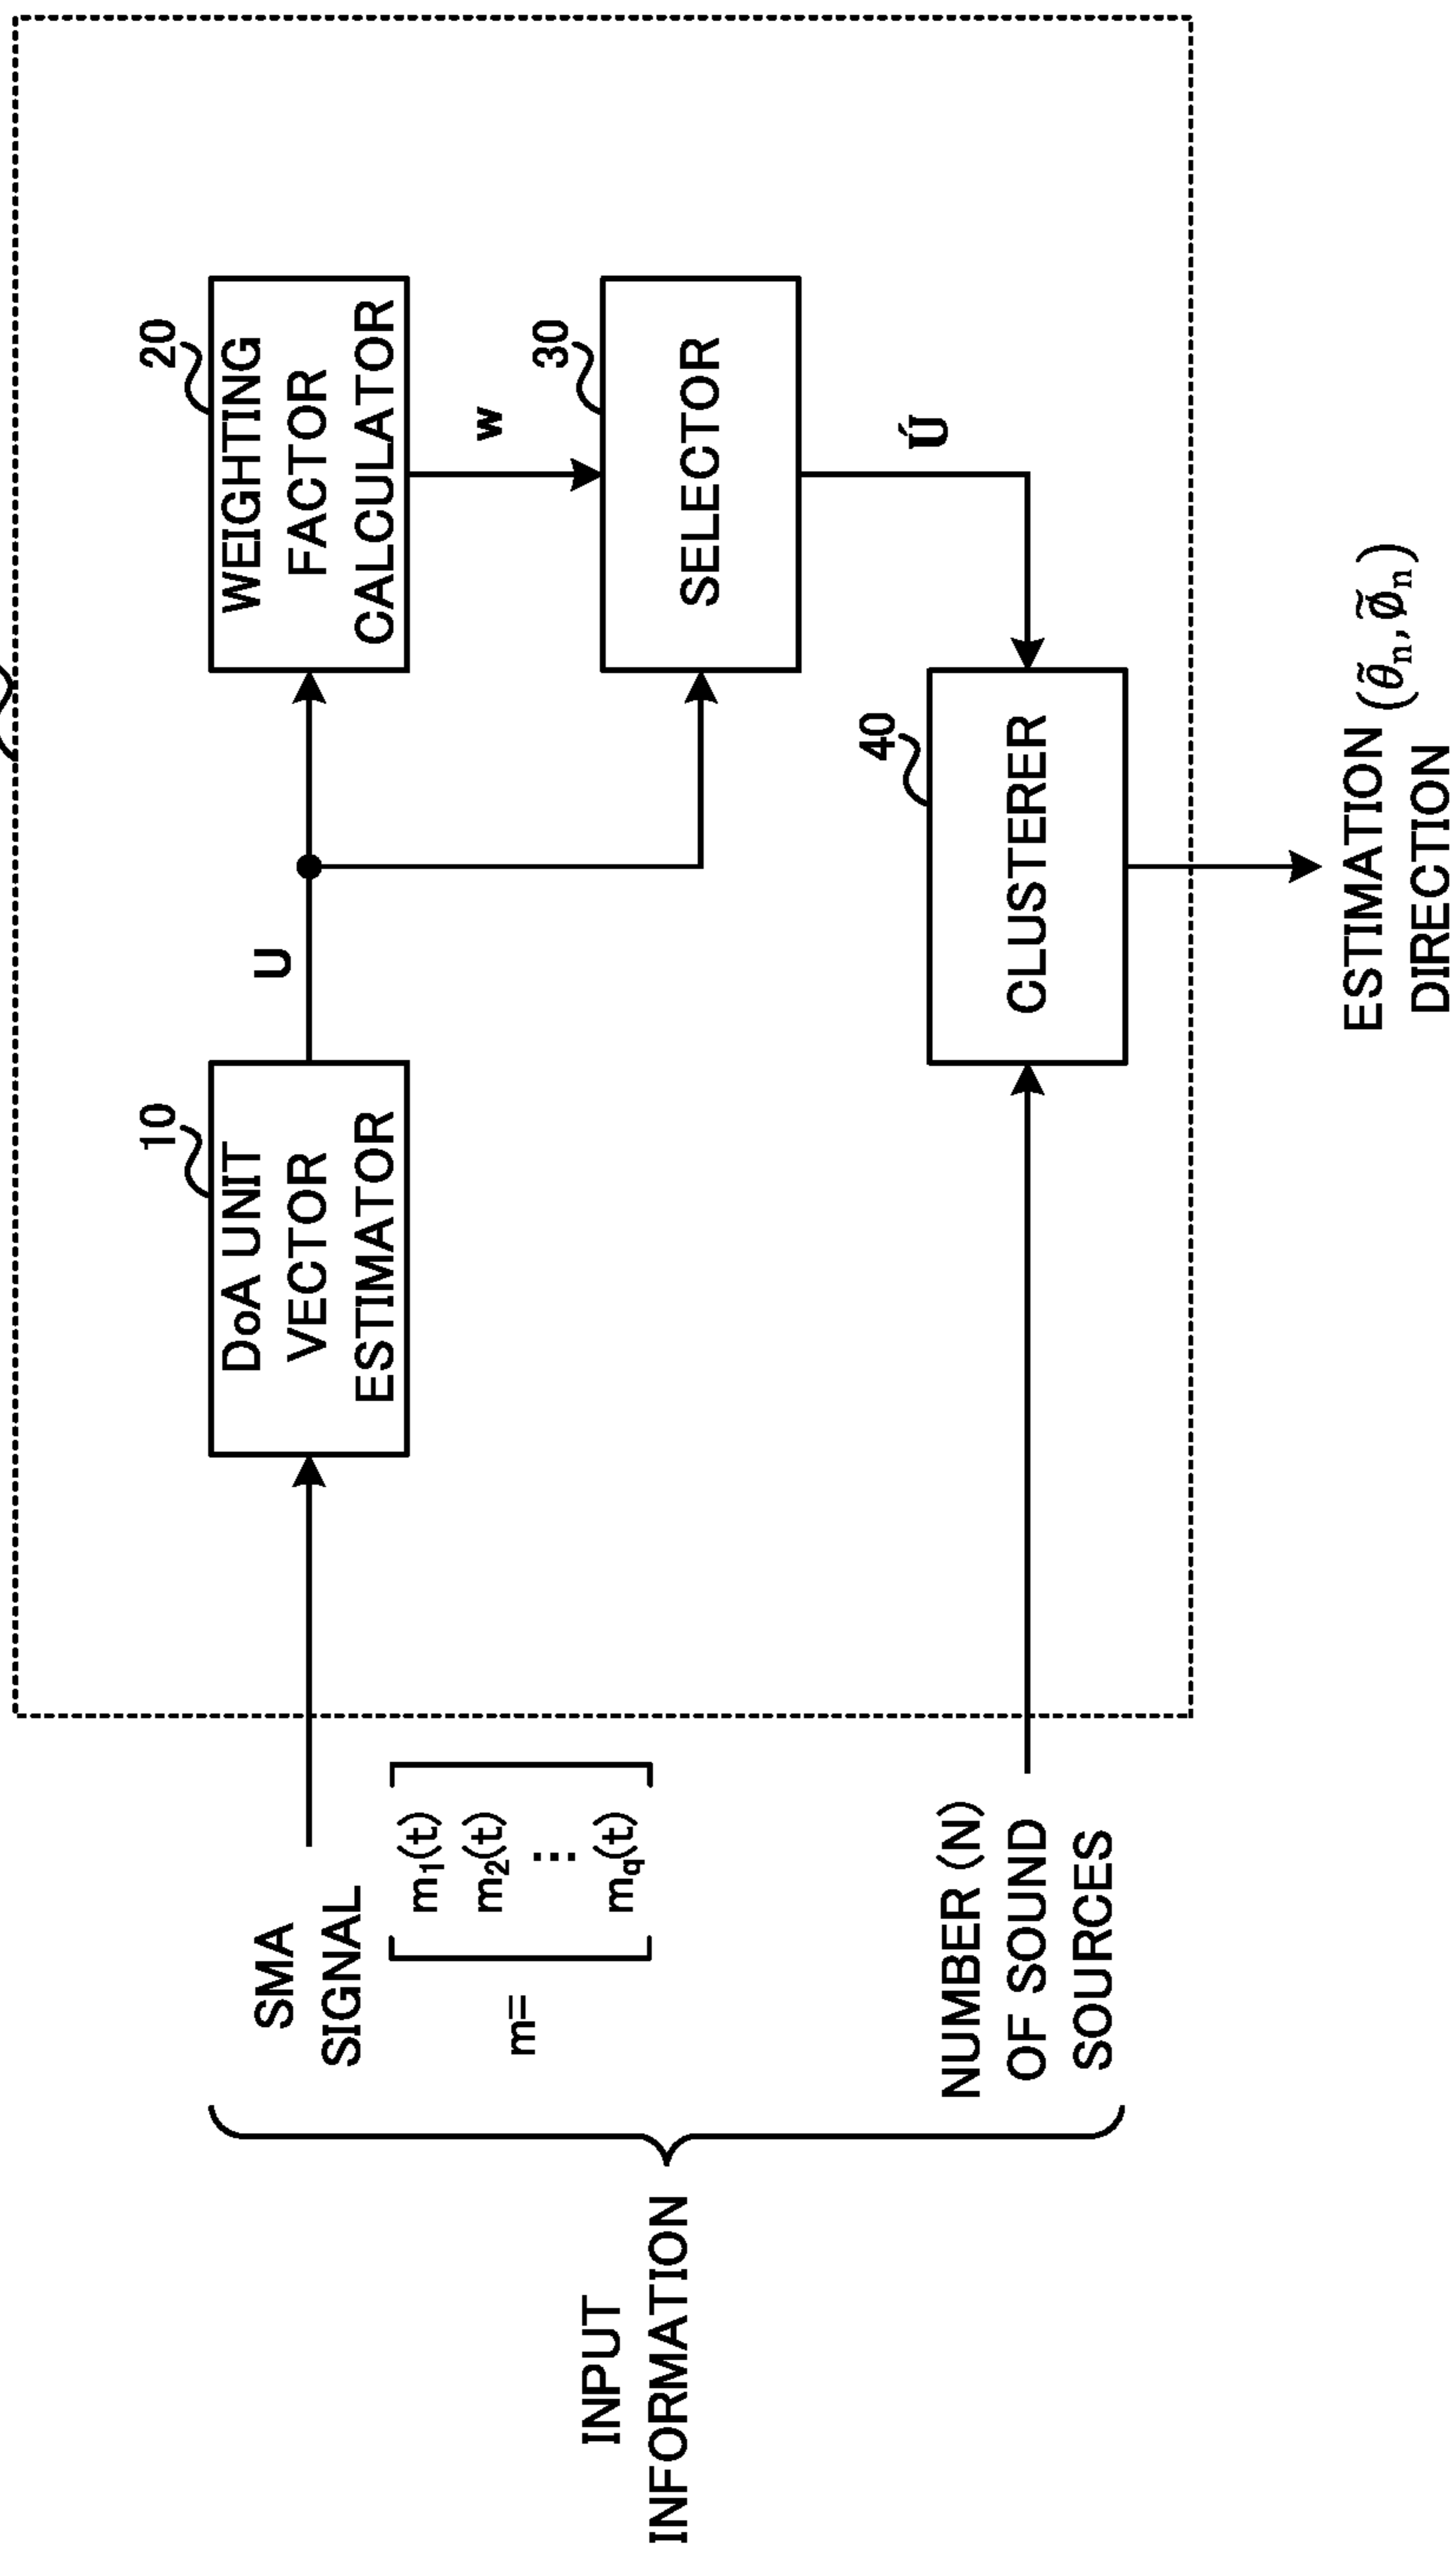 INPUT
INFORMATION
SMA
SIGNAL
m=
m₁(t)
m₂(t)
⋮
m_q(t)
NUMBER (N)
OF SOUND
SOURCES
10
DoA UNIT
VECTOR
ESTIMATOR
U
20
WEIGHTING
FACTOR
CALCULATOR
w
30
SELECTOR
Ú
40
CLUSTERER
ESTIMATION (θ̃ₙ, ∅̃ₙ)
DIRECTION